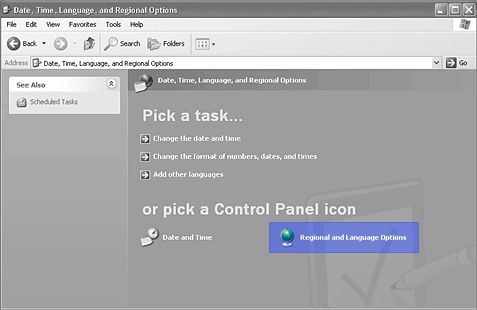 Date, Time, Language, and Regional Options
File Edit View Favorites Tools Help
Back Search Folders
Address Date, Time, Language, and Regional Options Go
See Also
Scheduled Tasks
Date, Time, Language, and Regional Options
Pick a task...
Change the date and time
Change the format of numbers, dates, and times
Add other languages
or pick a Control Panel icon
Date and Time Regional and Language Options